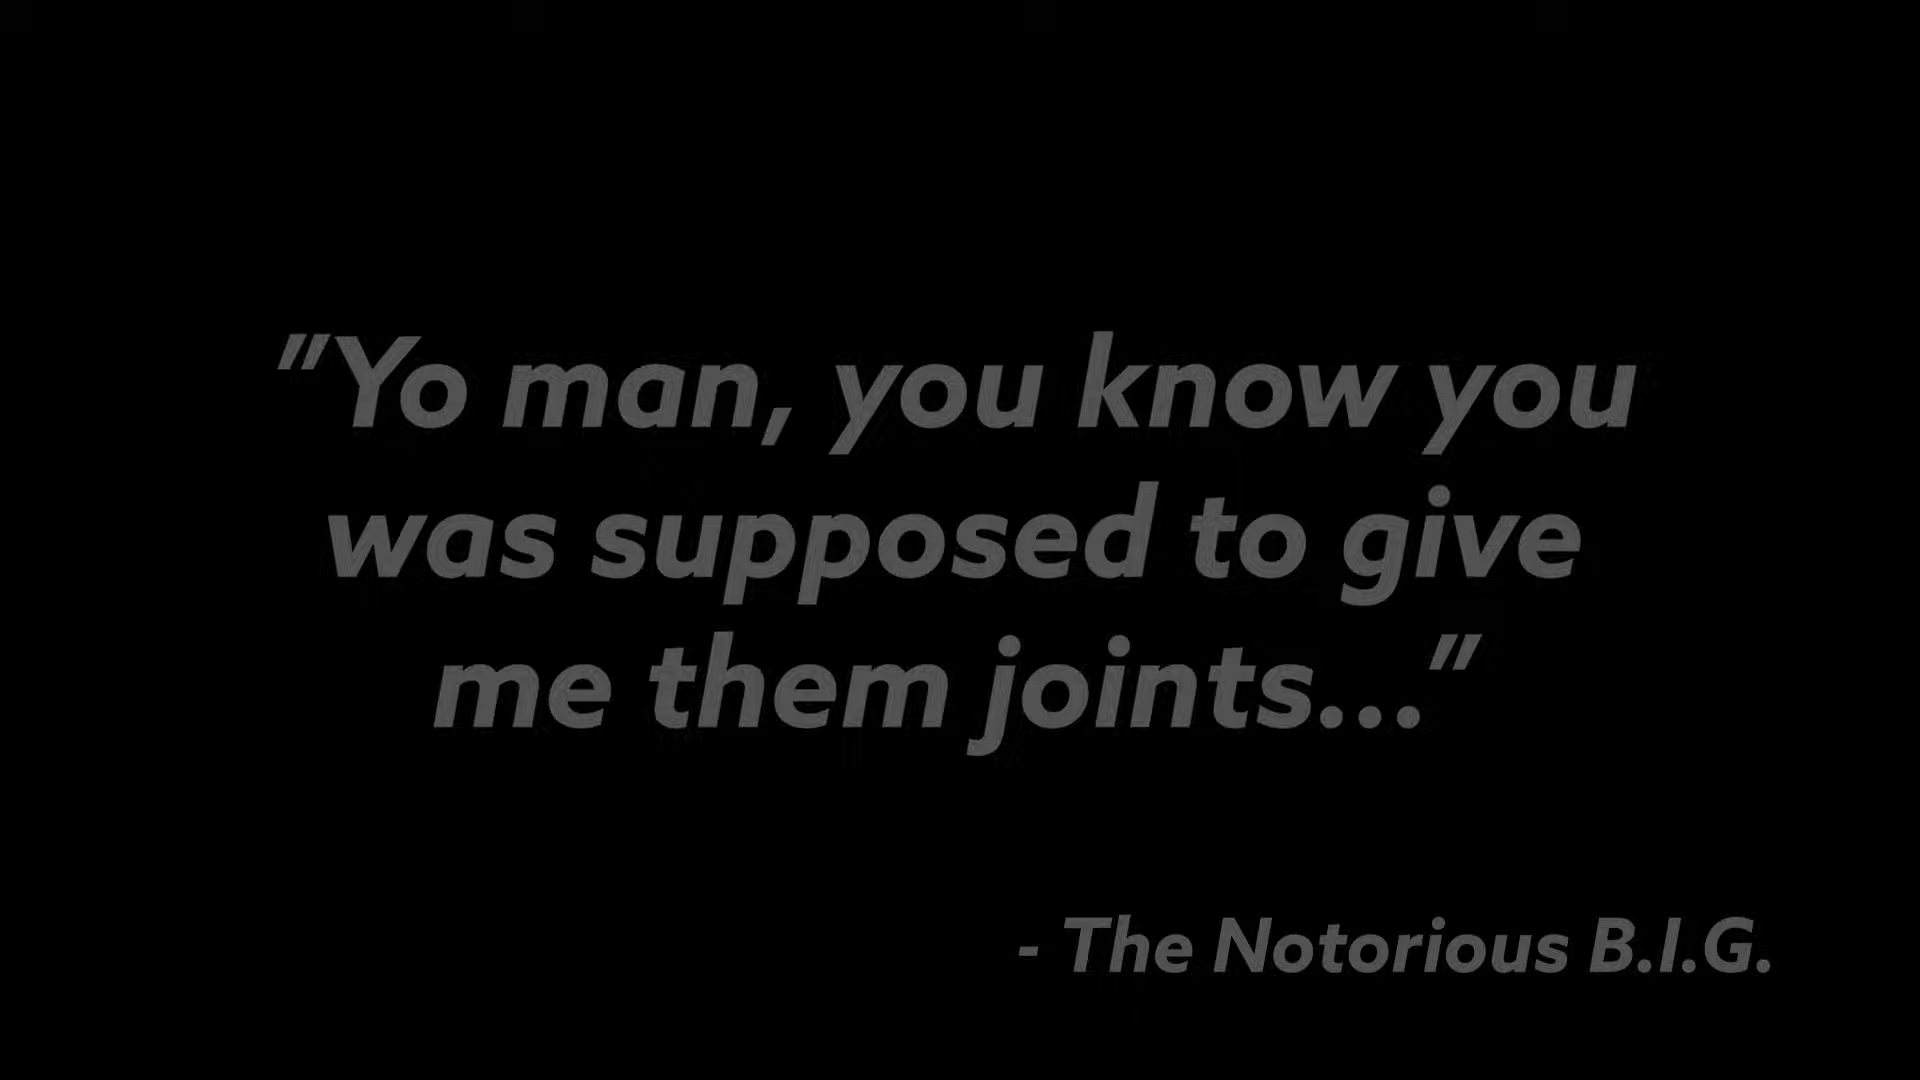 "Yo man, you know you
was supposed to give
me them joints..."
- The Notorious B.I.G.